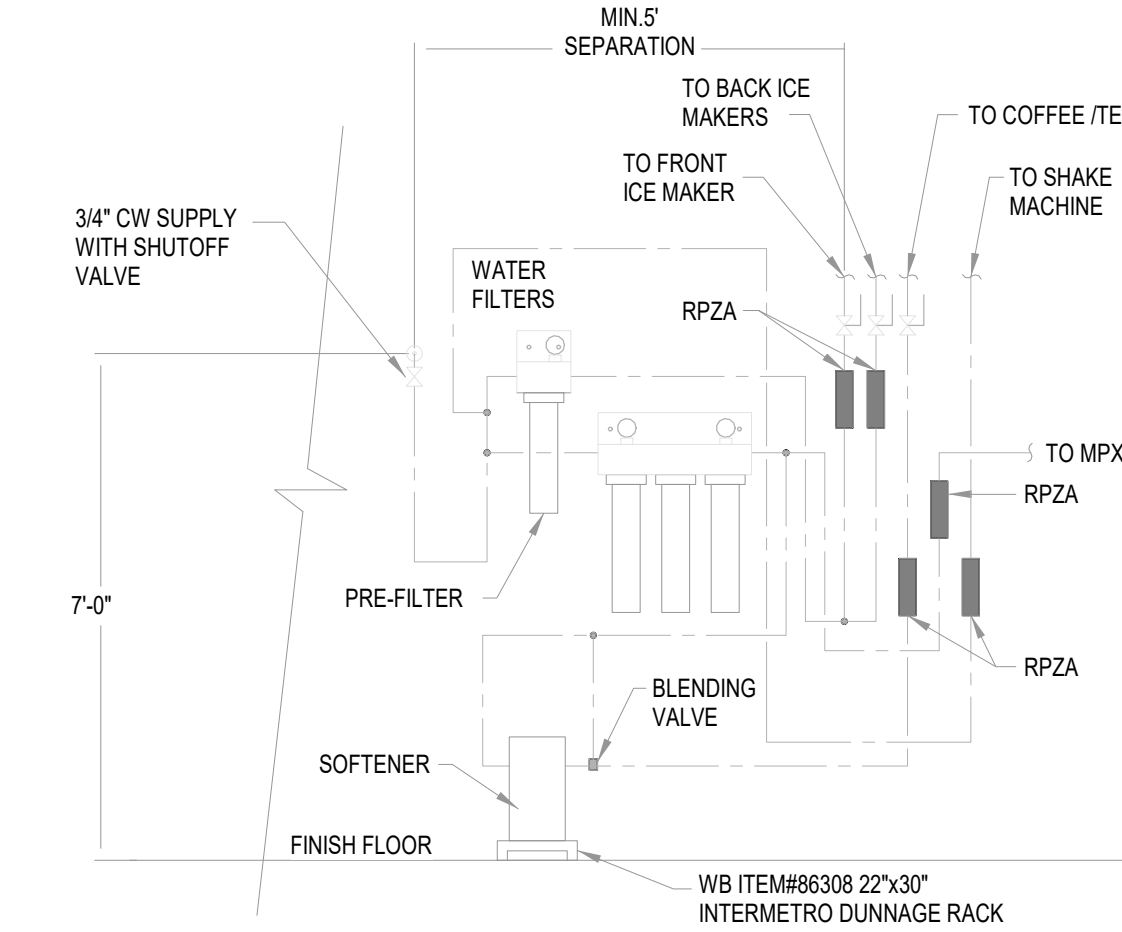 MIN.5'
SEPARATION
TO BACK ICE
MAKERS
TO COFFEE /TE
TO FRONT
ICE MAKER
TO SHAKE
MACHINE
3/4" CW SUPPLY
WITH SHUTOFF
VALVE
WATER
FILTERS
RPZA
TO MPX
RPZA
PRE-FILTER
7'-0"
RPZA
BLENDING
VALVE
SOFTENER
FINISH FLOOR
WB ITEM#86308 22"x30"
INTERMETRO DUNNAGE RACK